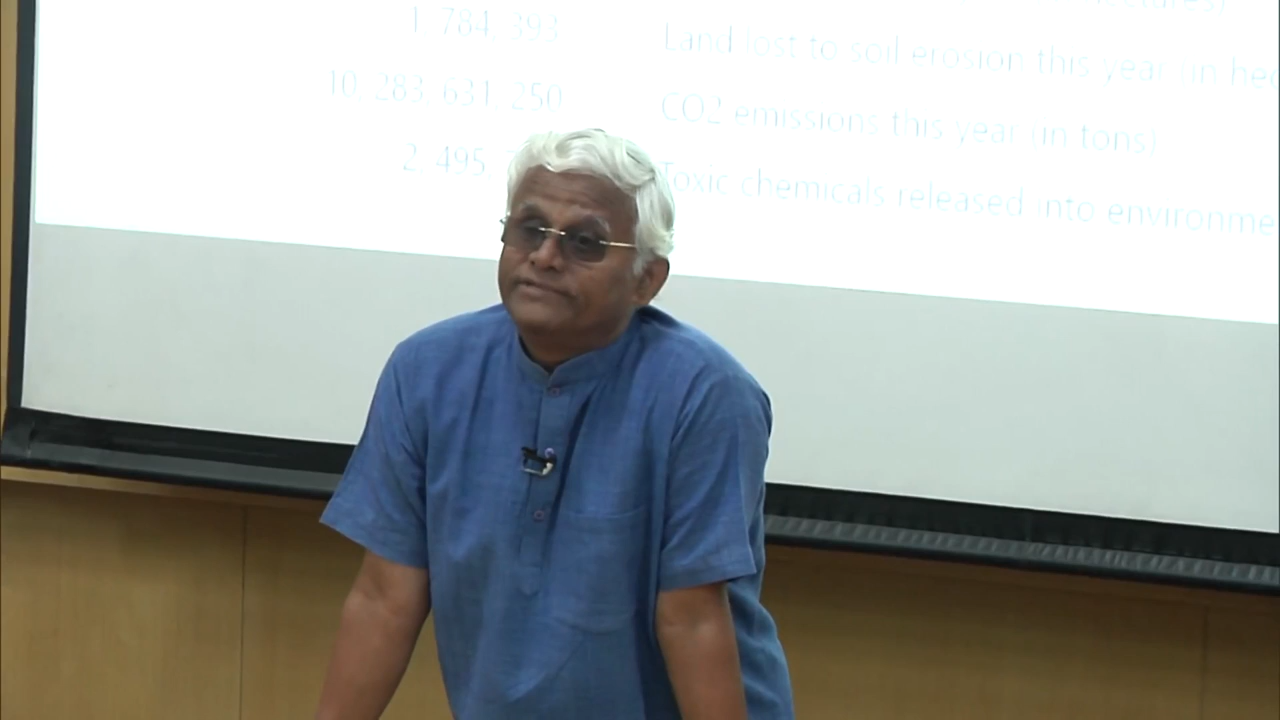 1, 784, 393 Land lost to soil erosion this year (in hec
10, 283, 631, 250 CO2 emissions this year (in tons)
2, 495, Toxic chemicals released into environme